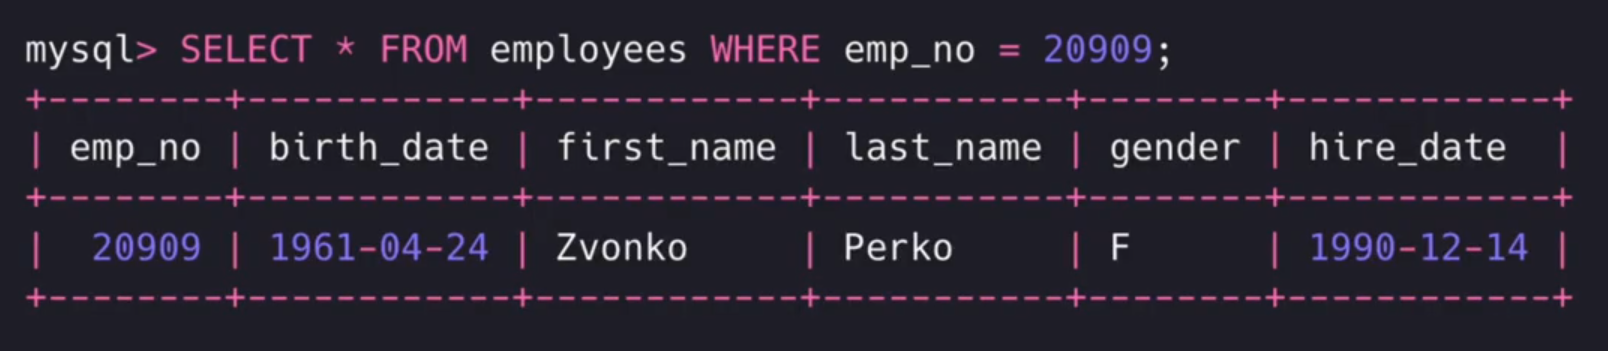 mysql> SELECT * FROM employees WHERE emp_no = 20909;
+--------+------------+------------+-----------+--------+------------+
| emp_no | birth_date | first_name | last_name | gender | hire_date  |
+--------+------------+------------+-----------+--------+------------+
|  20909 | 1961-04-24 | Zvonko     | Perko     | F      | 1990-12-14 |
+--------+------------+------------+-----------+--------+------------+